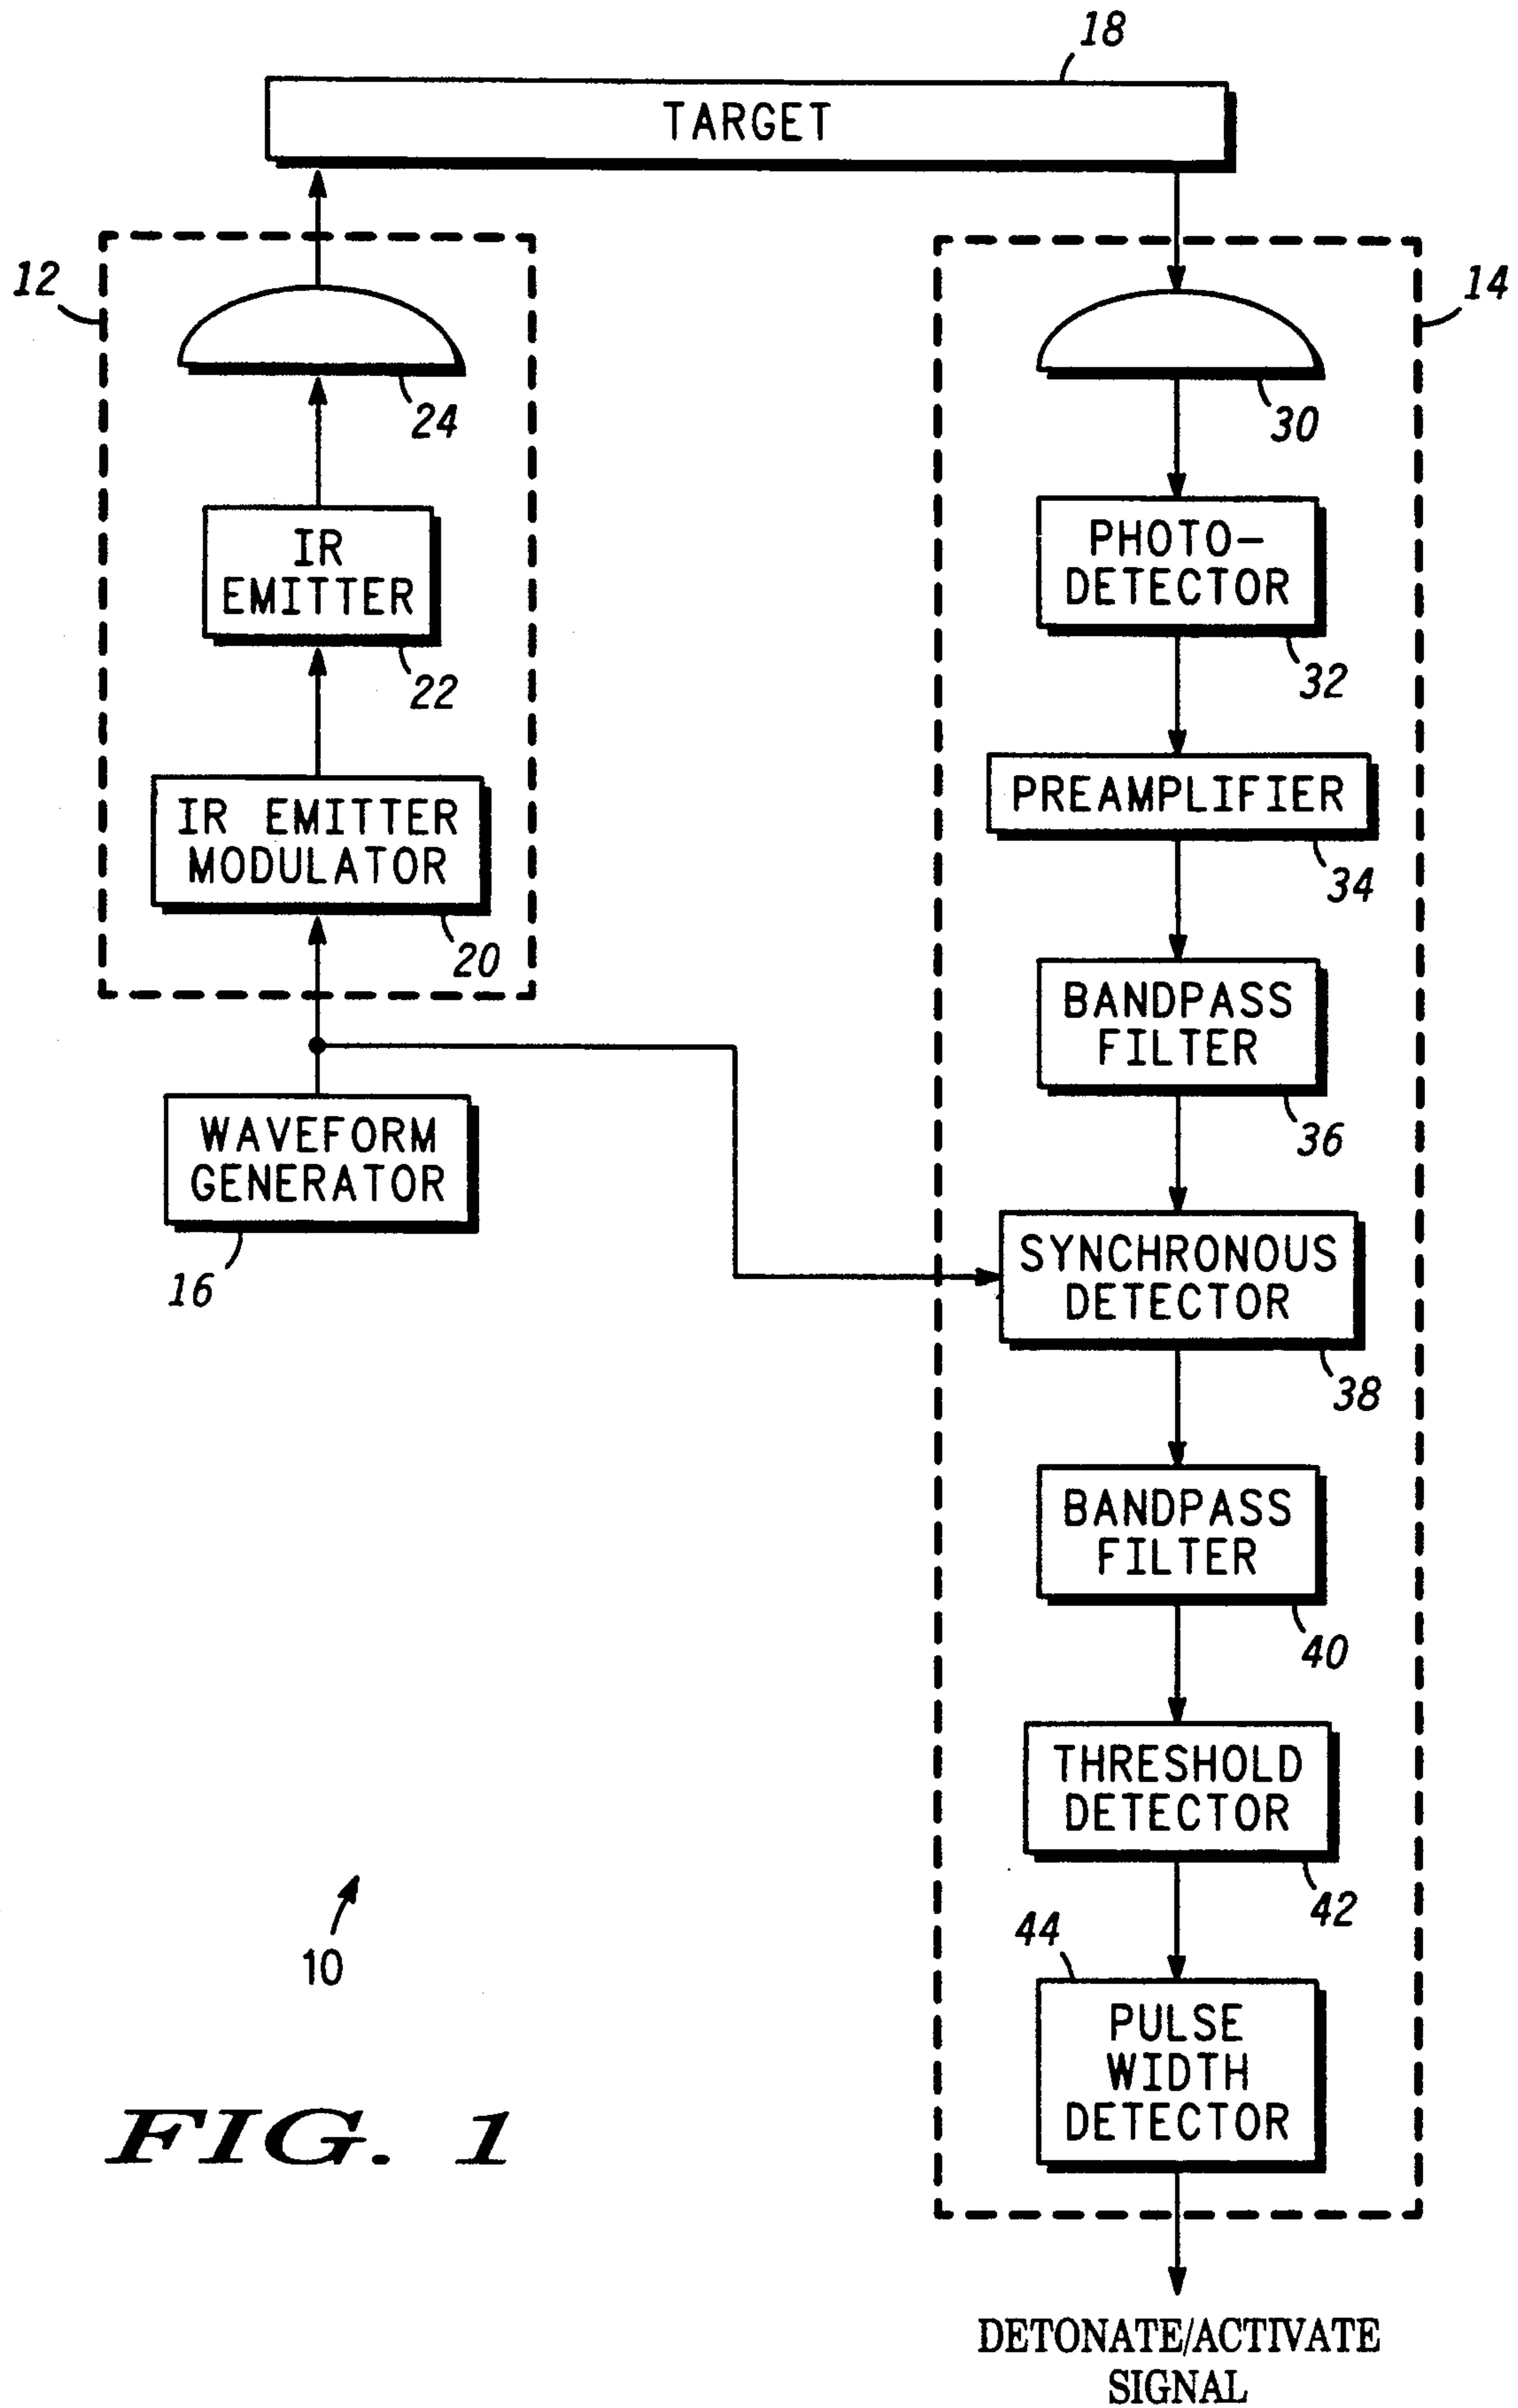 18
TARGET
12
14
24
30
IR
EMITTER
22
PHOTO-
DETECTOR
32
IR EMITTER
MODULATOR
20
PREAMPLIFIER
34
BANDPASS
FILTER
36
WAVEFORM
GENERATOR
16
SYNCHRONOUS
DETECTOR
38
BANDPASS
FILTER
40
THRESHOLD
DETECTOR
42
10
44
PULSE
WIDTH
DETECTOR
FIG. 1
DETONATE/ACTIVATE
SIGNAL